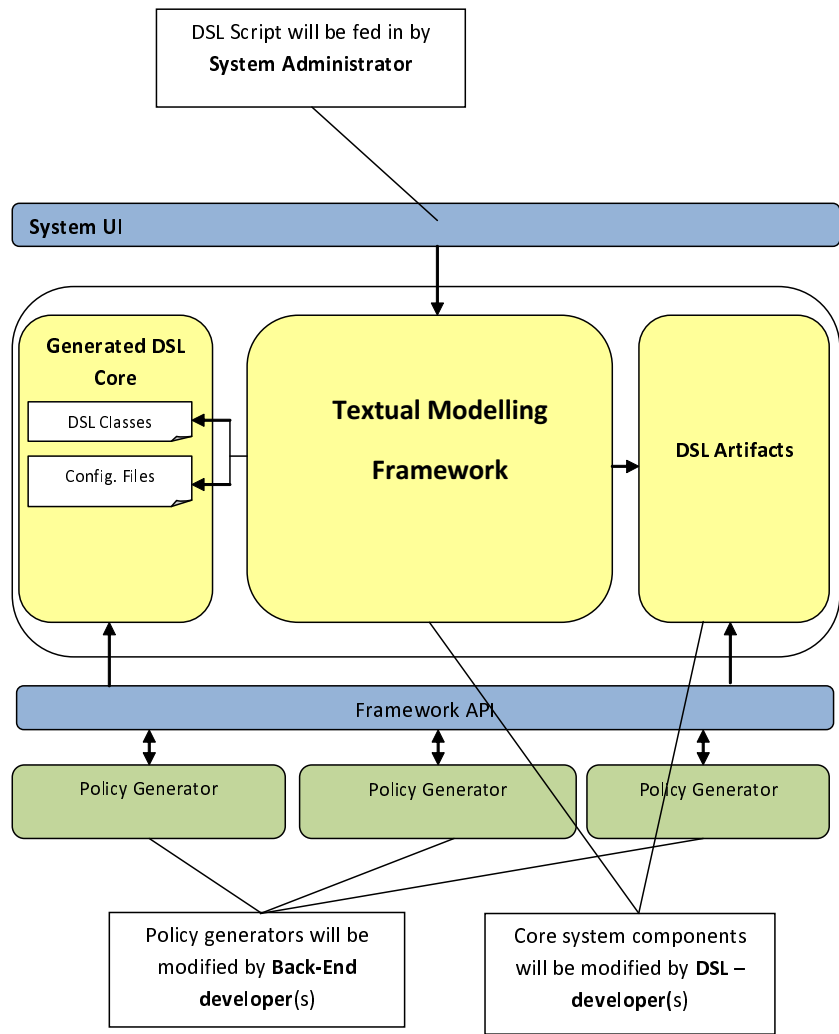 DSL Script will be fed in by
System Administrator
System UI
Generated DSL
Core
DSL Classes
Config. Files
Textual Modelling
Framework
DSL Artifacts
Framework API
Policy Generator
Policy Generator
Policy Generator
Policy generators will be
modified by Back-End
developer(s)
Core system components
will be modified by DSL –
developer(s)